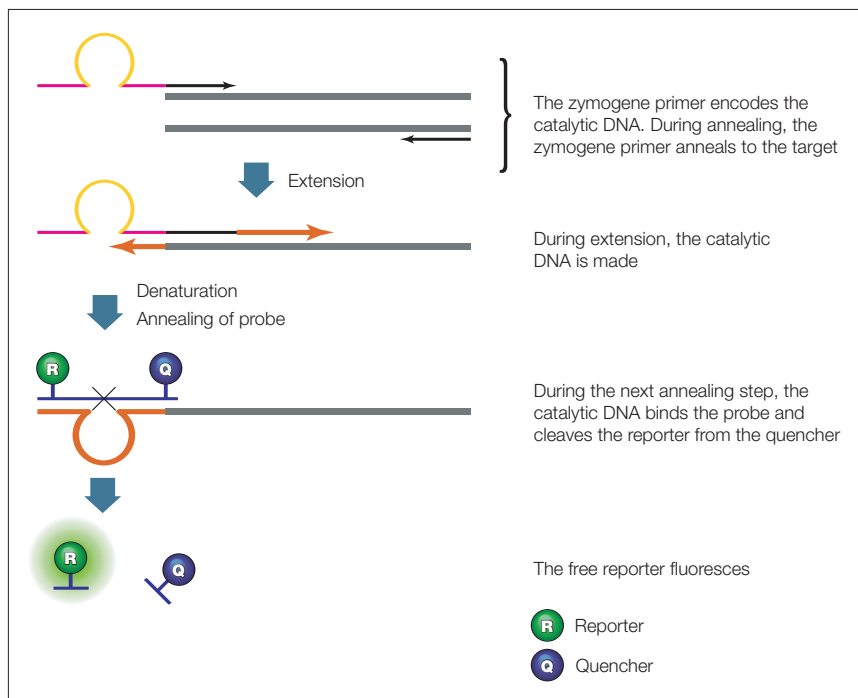 The zymogene primer encodes the
catalytic DNA. During annealing, the
zymogene primer anneals to the target
Extension
During extension, the catalytic
DNA is made
Denaturation
Annealing of probe
R
Q
During the next annealing step, the
catalytic DNA binds the probe and
cleaves the reporter from the quencher
R
Q
The free reporter fluoresces
R Reporter
Q Quencher